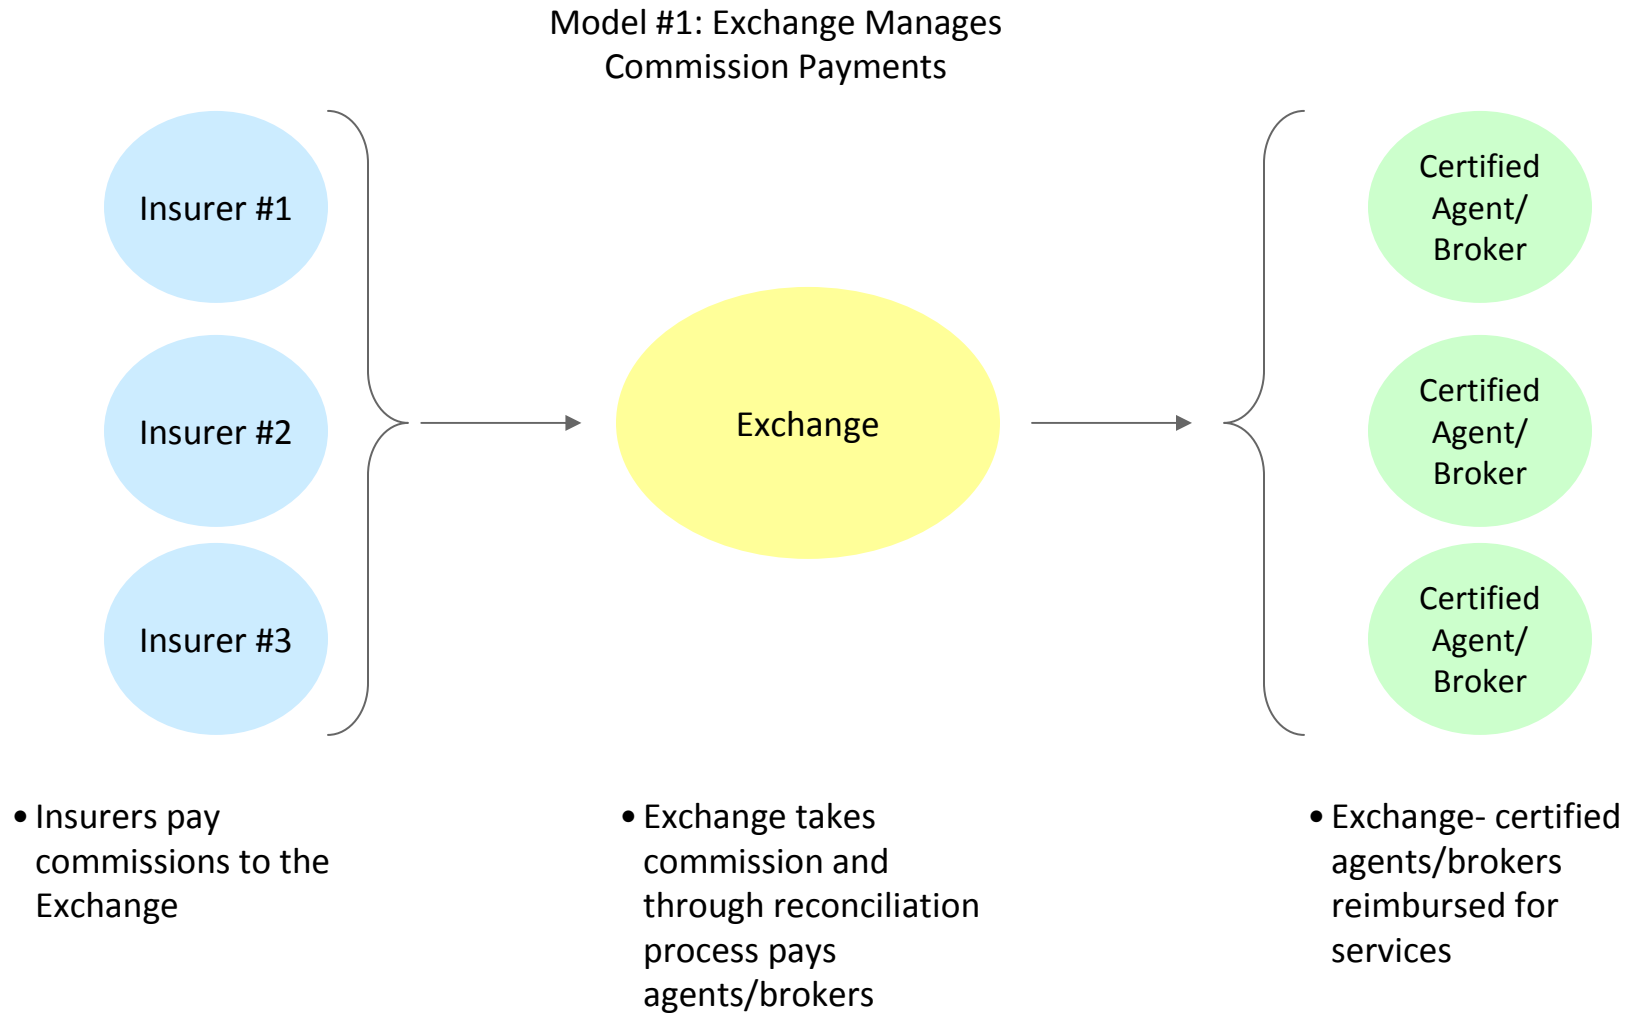 Model #1: Exchange Manages
Commission Payments
Insurer #1
Insurer #2
Insurer #3
Exchange
Certified
Agent/
Broker
Certified
Agent/
Broker
Certified
Agent/
Broker
• Insurers pay
commissions to the
Exchange
• Exchange takes
commission and
through reconciliation
process pays
agents/brokers
• Exchange- certified
agents/brokers
reimbursed for
services